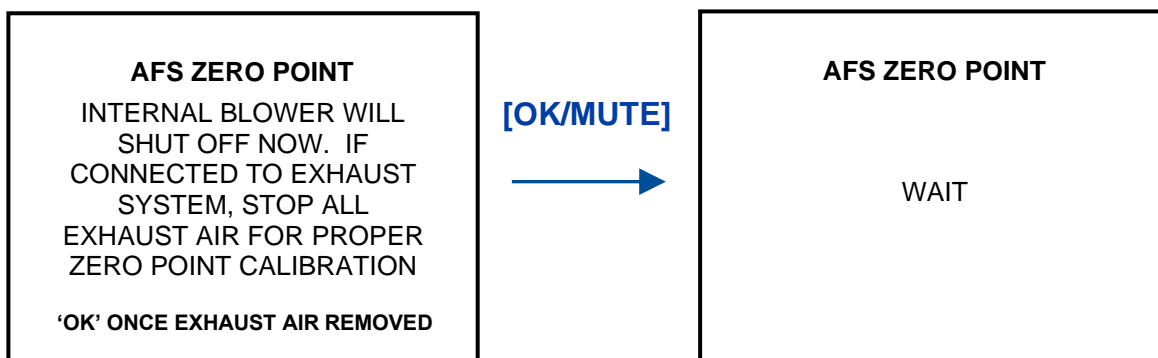 AFS ZERO POINT
INTERNAL BLOWER WILL
SHUT OFF NOW.  IF
CONNECTED TO EXHAUST
SYSTEM, STOP ALL
EXHAUST AIR FOR PROPER
ZERO POINT CALIBRATION
‘OK’ ONCE EXHAUST AIR REMOVED
[OK/MUTE]
AFS ZERO POINT
WAIT